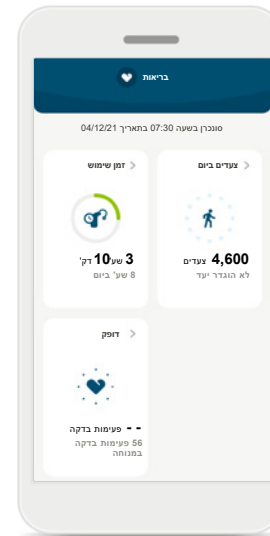 בריאות
סונכרן בשעה 07:30 בתאריך 04/12/21
צעדים ביום
4,600 צעדים
לא הוגדר יעד
זמן שימוש
3 שע' 10 דק'
8 שע' ביום
דופק
-- פעימות בדקה
56 פעימות בדקה
במנוחה